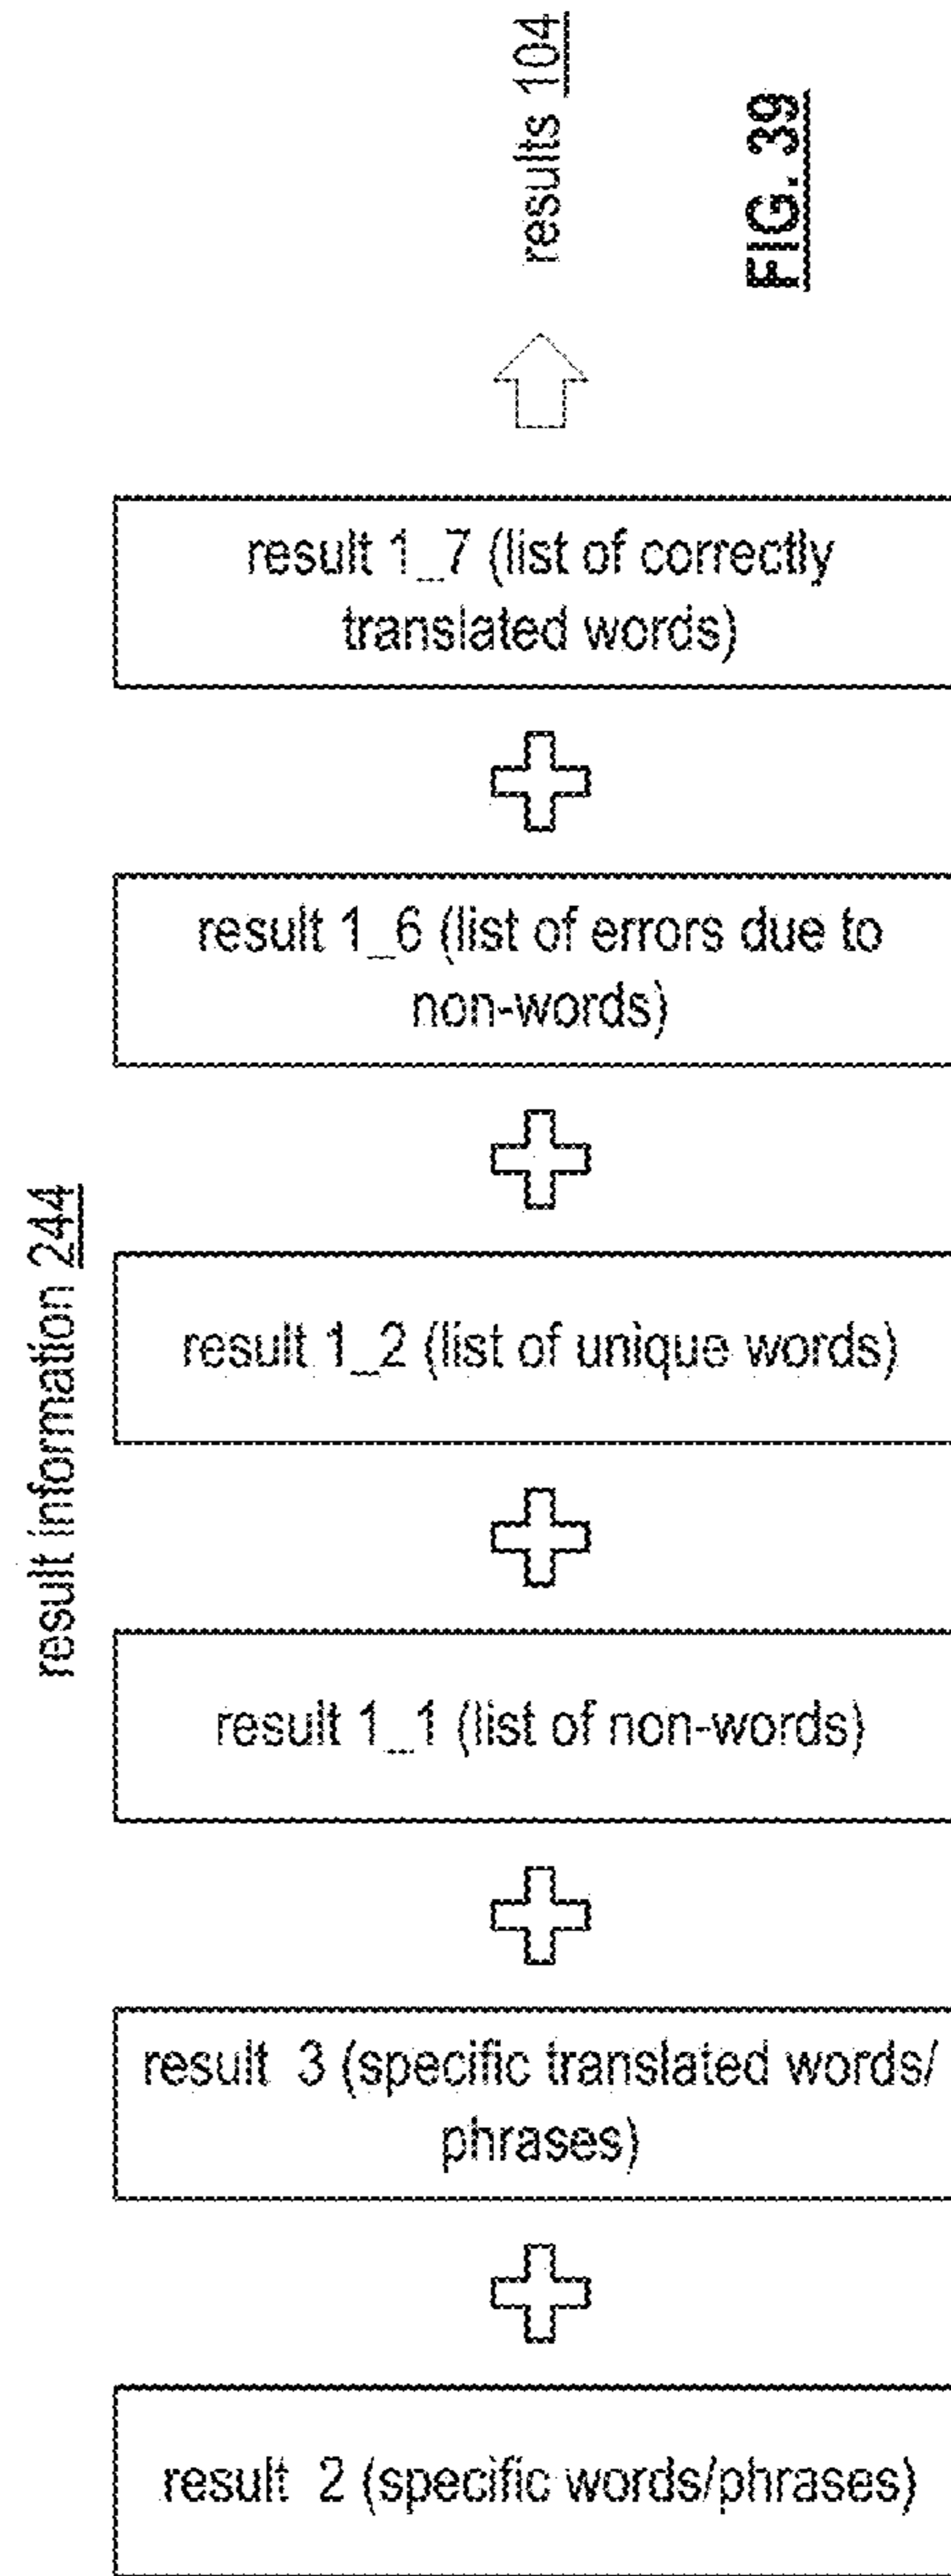 result information 244
result 2 (specific words/phrases)
result 3 (specific translated words/
phrases)
result 1_1 (list of non-words)
result 1_2 (list of unique words)
result 1_6 (list of errors due to
non-words)
result 1_7 (list of correctly
translated words)
results 104
FIG. 39